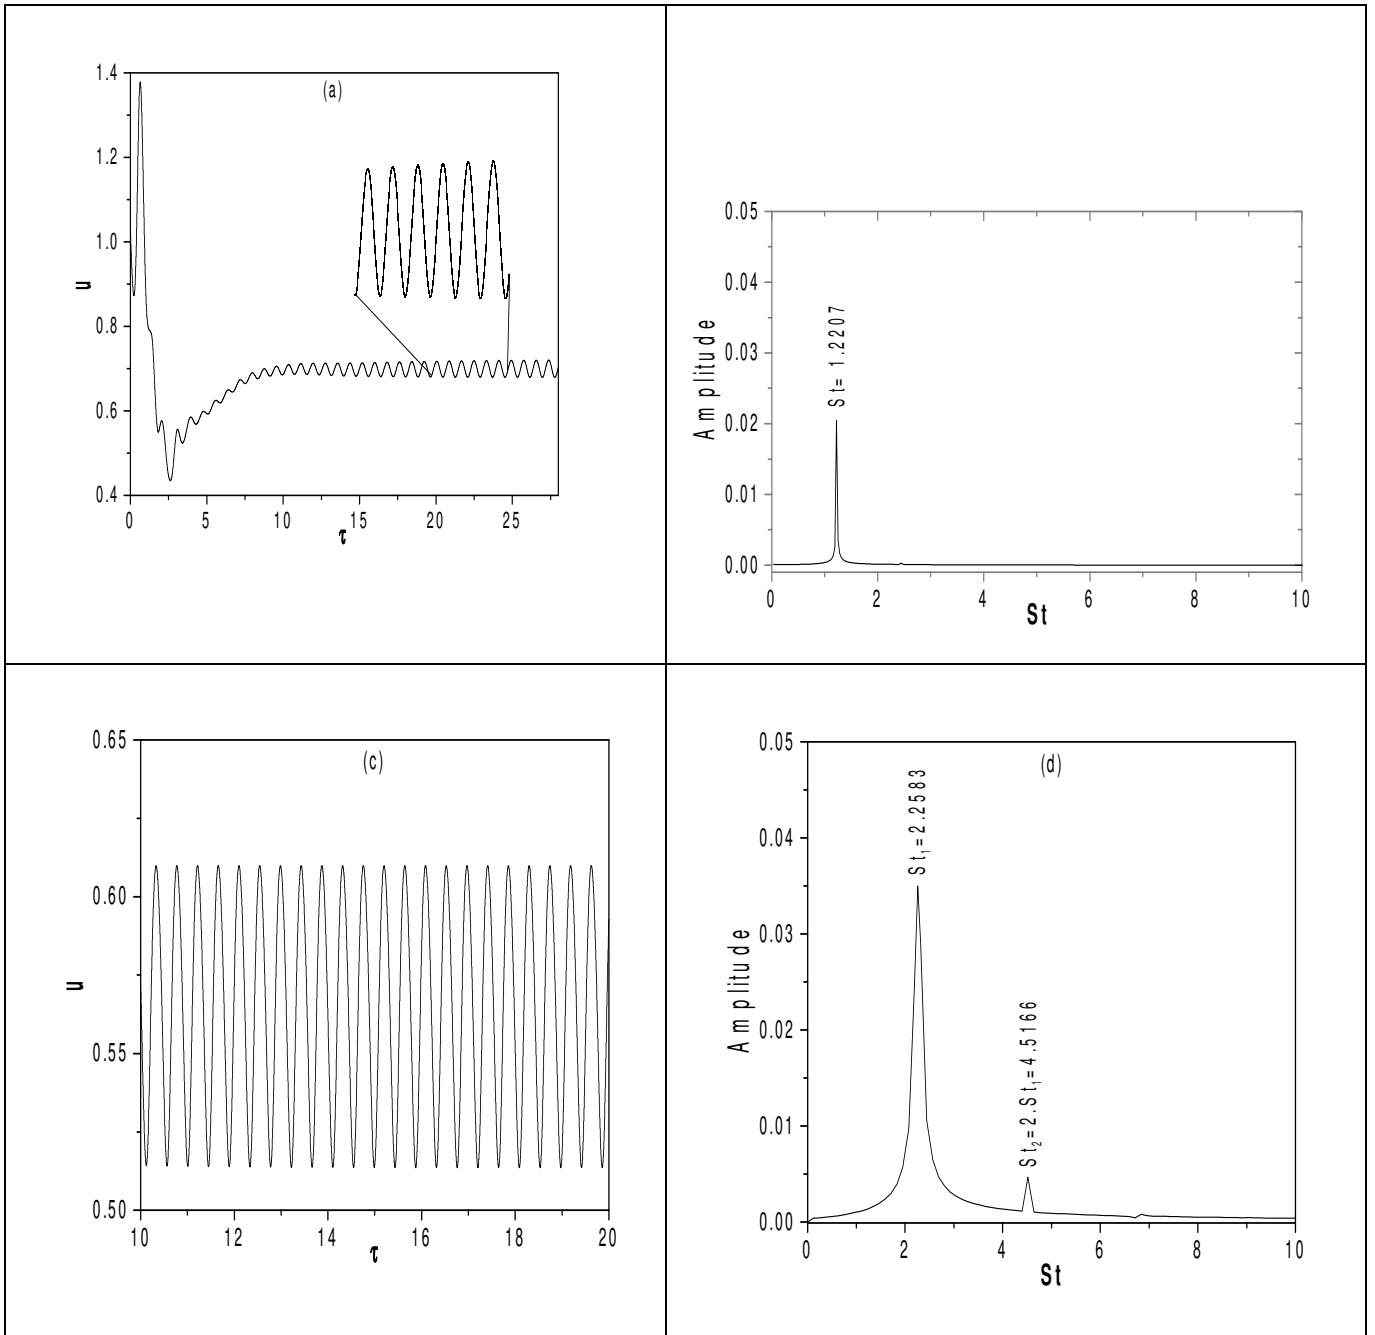 (a)
1.4
1.2
1.0
0.8
0.6
0.4
u
0 5 10 15 20 25
τ
0.05
0.04
0.03
0.02
0.01
0.00
Amplitude
St= 1.2207
0 2 4 6 8 10
St
(c)
0.65
0.60
0.55
0.50
u
10 12 14 16 18 20
τ
(d)
0.05
0.04
0.03
0.02
0.01
0.00
Amplitude
St₁=2.2583
St₂=2.St₁=4.5166
0 2 4 6 8 10
St